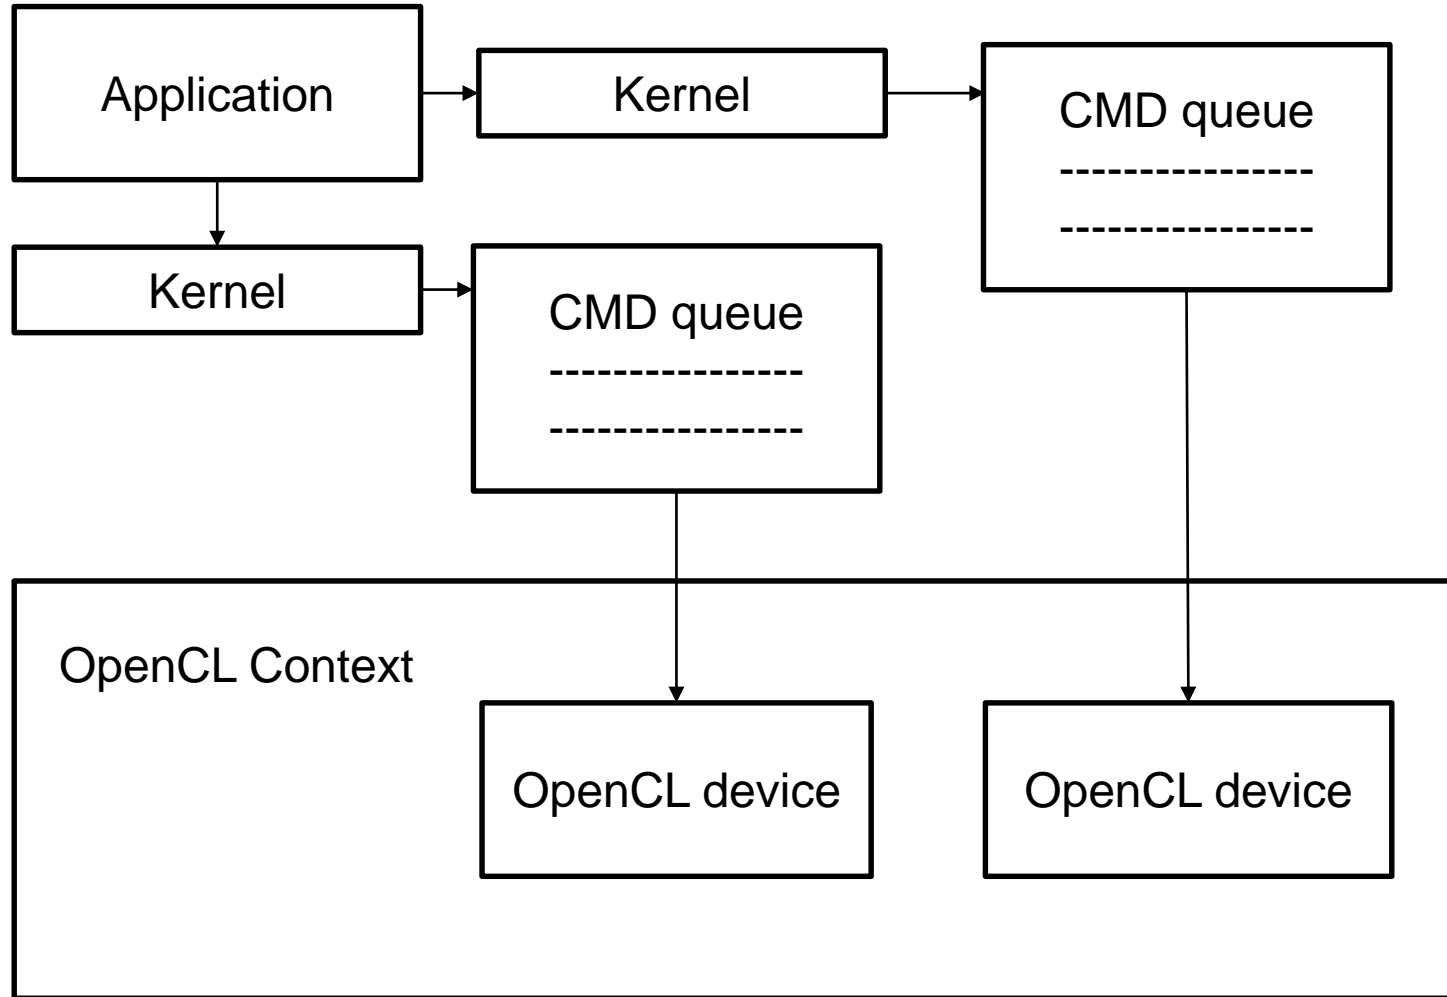 Application
Kernel
CMD queue
----------------
----------------
Kernel
CMD queue
----------------
----------------
OpenCL Context
OpenCL device
OpenCL device